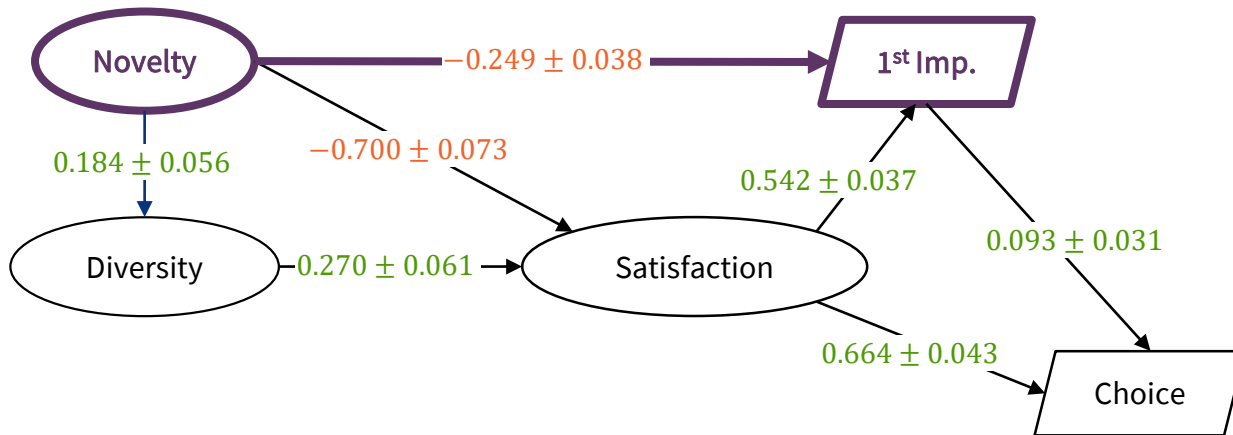 Novelty
−0.249 ± 0.038
1st Imp.
0.184 ± 0.056
−0.700 ± 0.073
0.542 ± 0.037
Diversity
0.270 ± 0.061
Satisfaction
0.093 ± 0.031
0.664 ± 0.043
Choice